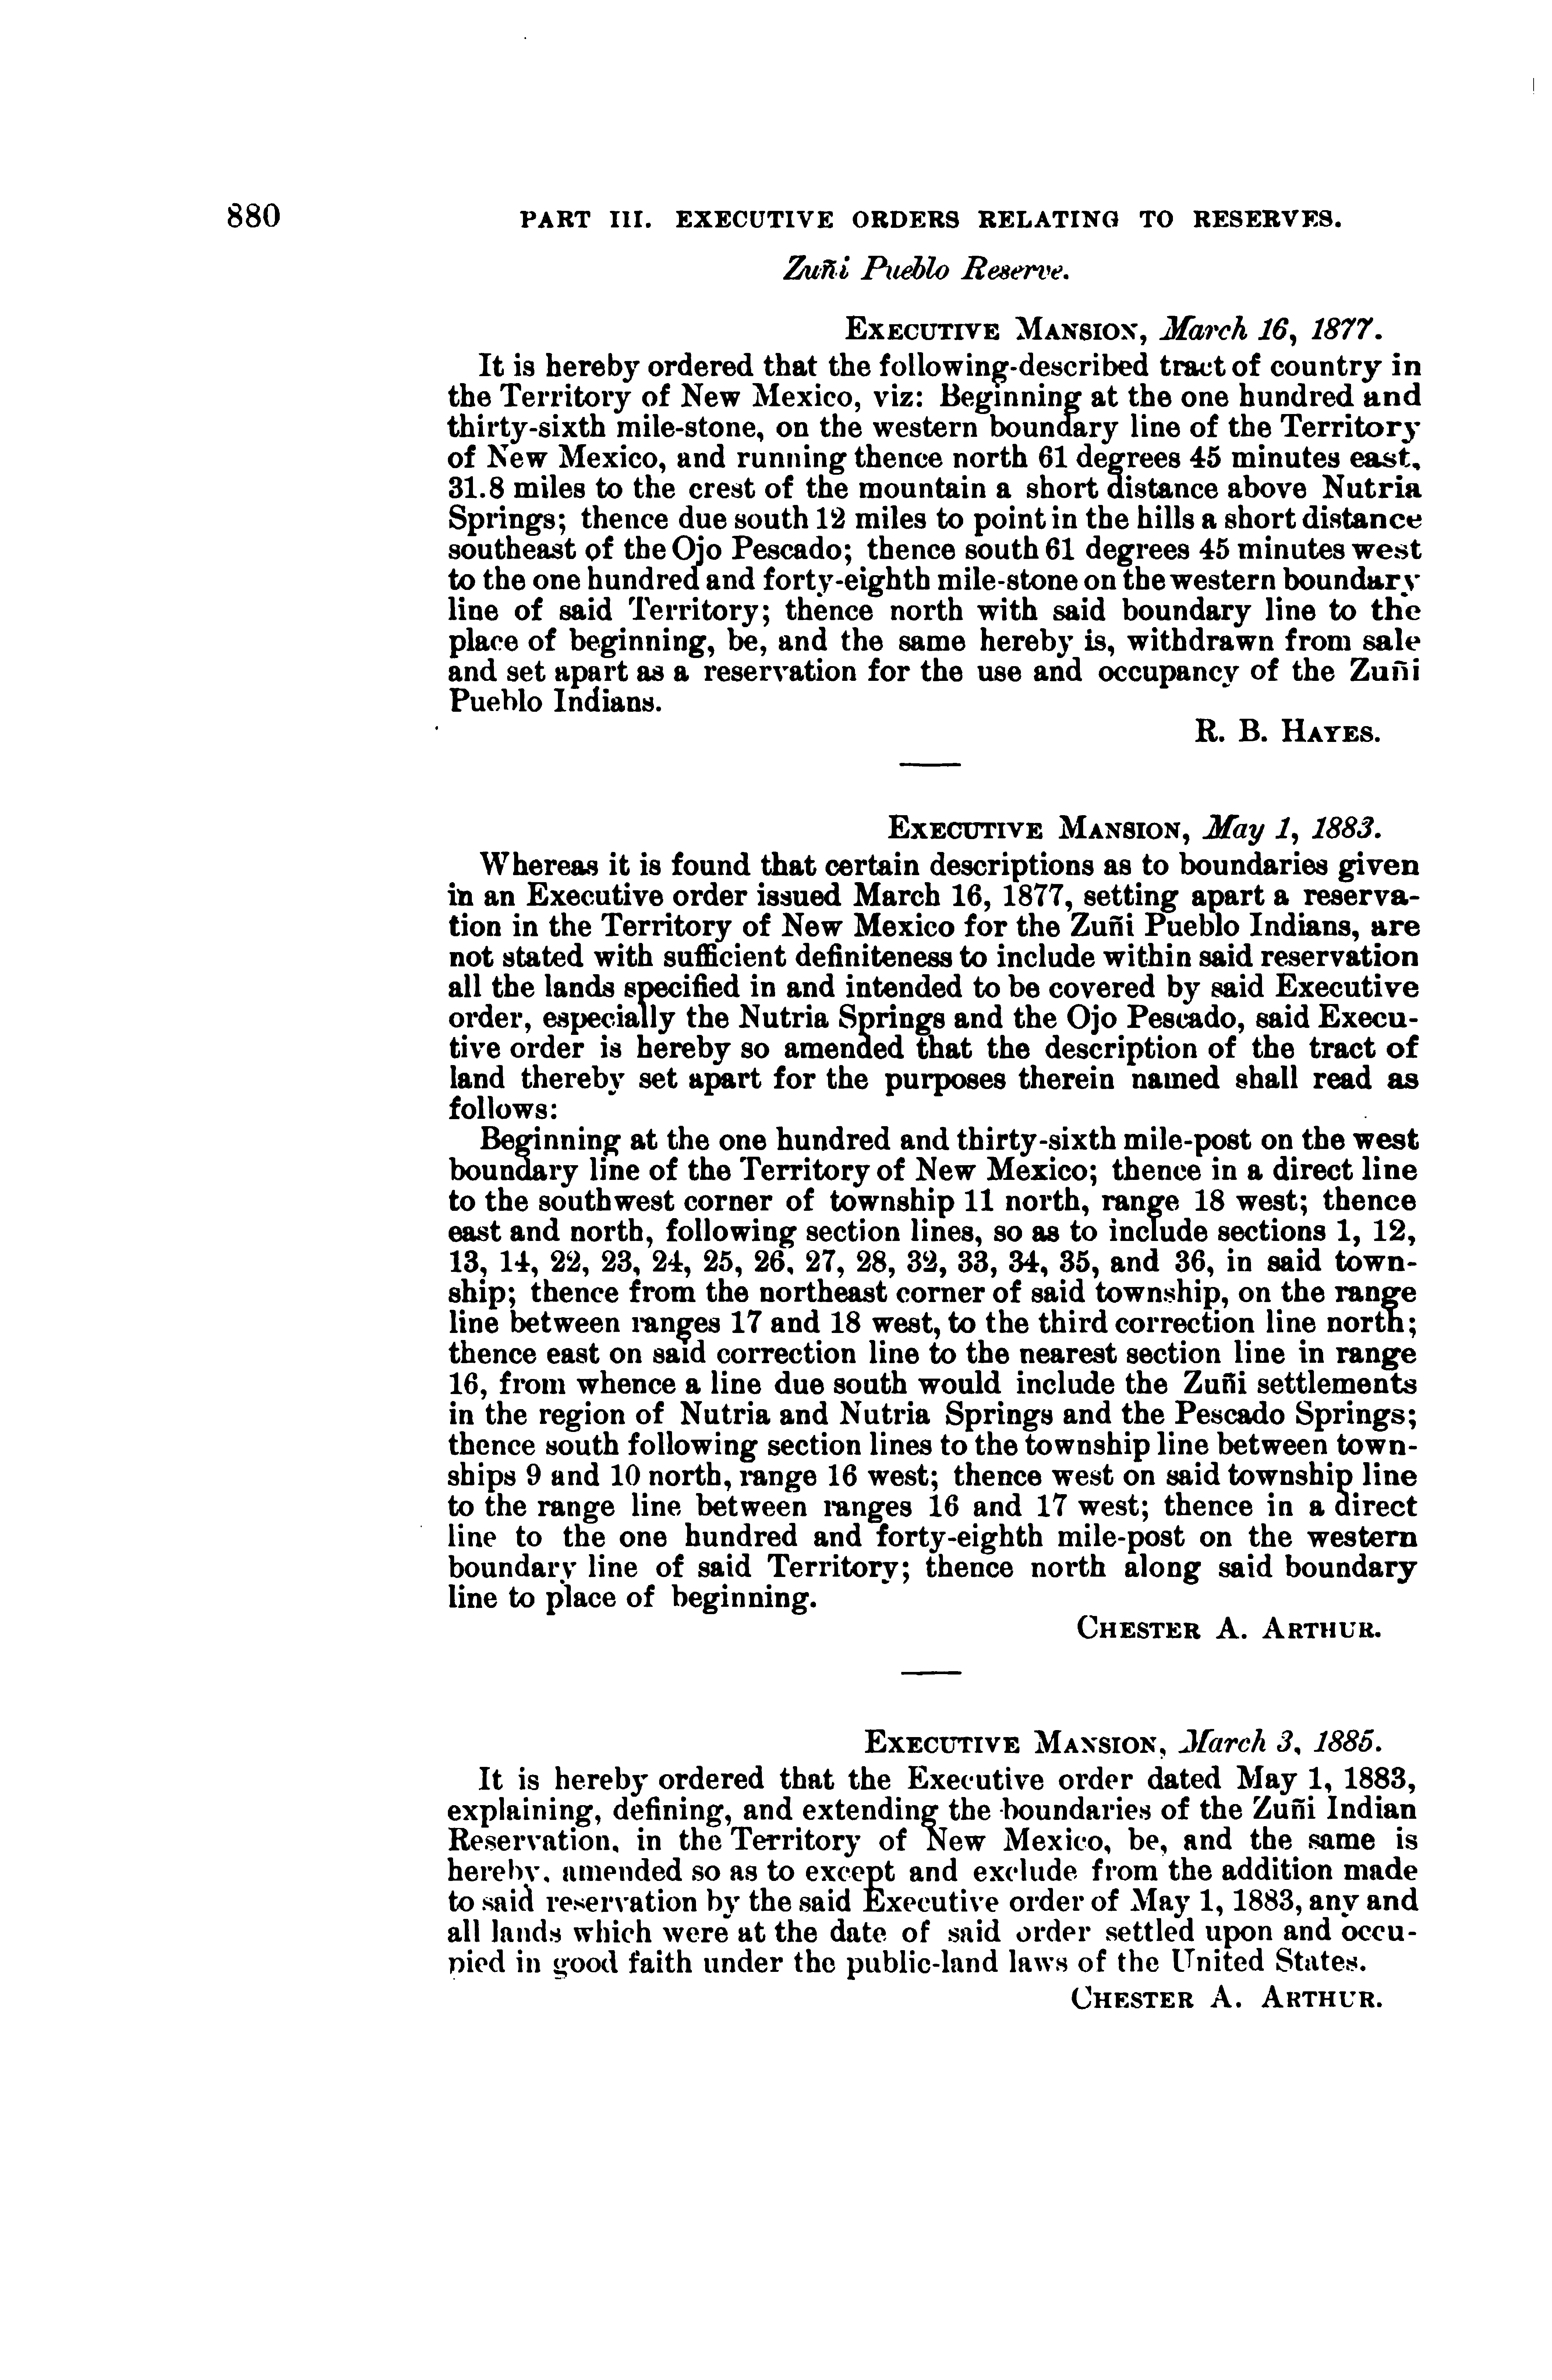 880 PART III. EXECUTIVE ORDERS RELATING TO RESERVES.
Zuñi Pueblo Reserve.
EXECUTIVE MANSION, March 16, 1877.
It is hereby ordered that the following-described tract of country in
the Territory of New Mexico, viz: Beginning at the one hundred and
thirty-sixth mile-stone, on the western boundary line of the Territory
of New Mexico, and running thence north 61 degrees 45 minutes east,
31.8 miles to the crest of the mountain a short distance above Nutria
Springs; thence due south 12 miles to point in the hills a short distance
southeast of the Ojo Pescado; thence south 61 degrees 45 minutes west
to the one hundred and forty-eighth mile-stone on the western boundary
line of said Territory; thence north with said boundary line to the
place of beginning, be, and the same hereby is, withdrawn from sale
and set apart as a reservation for the use and occupancy of the Zuñi
Pueblo Indians.
R. B. HAYES.
EXECUTIVE MANSION, May 1, 1883.
Whereas it is found that certain descriptions as to boundaries given
in an Executive order issued March 16, 1877, setting apart a reserva-
tion in the Territory of New Mexico for the Zuñi Pueblo Indians, are
not stated with sufficient definiteness to include within said reservation
all the lands specified in and intended to be covered by said Executive
order, especially the Nutria Springs and the Ojo Pescado, said Execu-
tive order is hereby so amended that the description of the tract of
land thereby set apart for the purposes therein named shall read as
follows:
Beginning at the one hundred and thirty-sixth mile-post on the west
boundary line of the Territory of New Mexico; thence in a direct line
to the southwest corner of township 11 north, range 18 west; thence
east and north, following section lines, so as to include sections 1, 12,
13, 14, 22, 23, 24, 25, 26, 27, 28, 32, 33, 34, 35, and 36, in said town-
ship; thence from the northeast corner of said township, on the range
line between ranges 17 and 18 west, to the third correction line north;
thence east on said correction line to the nearest section line in range
16, from whence a line due south would include the Zuñi settlements
in the region of Nutria and Nutria Springs and the Pescado Springs;
thence south following section lines to the township line between town-
ships 9 and 10 north, range 16 west; thence west on said township line
to the range line between ranges 16 and 17 west; thence in a direct
line to the one hundred and forty-eighth mile-post on the western
boundary line of said Territory; thence north along said boundary
line to place of beginning.
CHESTER A. ARTHUR.
EXECUTIVE MANSION, March 3, 1885.
It is hereby ordered that the Executive order dated May 1, 1883,
explaining, defining, and extending the boundaries of the Zuñi Indian
Reservation, in the Territory of New Mexico, be, and the same is
hereby, amended so as to except and exclude from the addition made
to said reservation by the said Executive order of May 1, 1883, any and
all lands which were at the date of said order settled upon and occu-
pied in good faith under the public-land laws of the United States.
CHESTER A. ARTHUR.